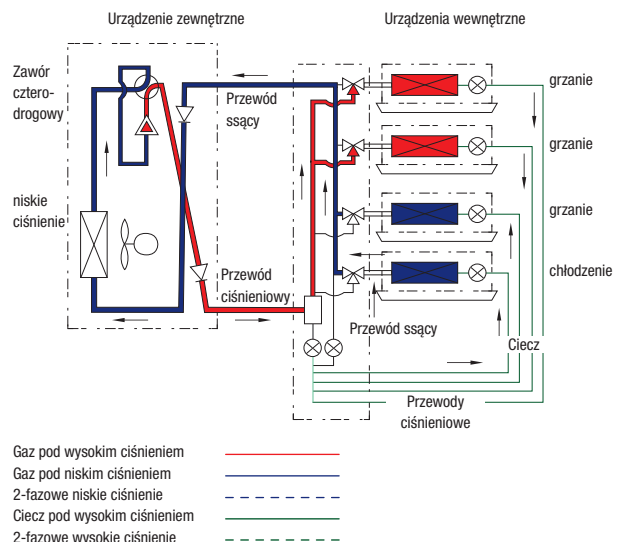 Urządzenie zewnętrzne
Urządzenia wewnętrzne
Zawór
cztero-
drogowy
Przewód
ssący
grzanie
grzanie
niskie
ciśnienie
grzanie
Przewód
ciśnieniowy
chłodzenie
Przewód ssący
Ciecz
Przewody
ciśnieniowe
Gaz pod wysokim ciśnieniem
Gaz pod niskim ciśnieniem
2-fazowe niskie ciśnienie
Ciecz pod wysokim ciśnieniem
2-fazowe wysokie ciśnienie